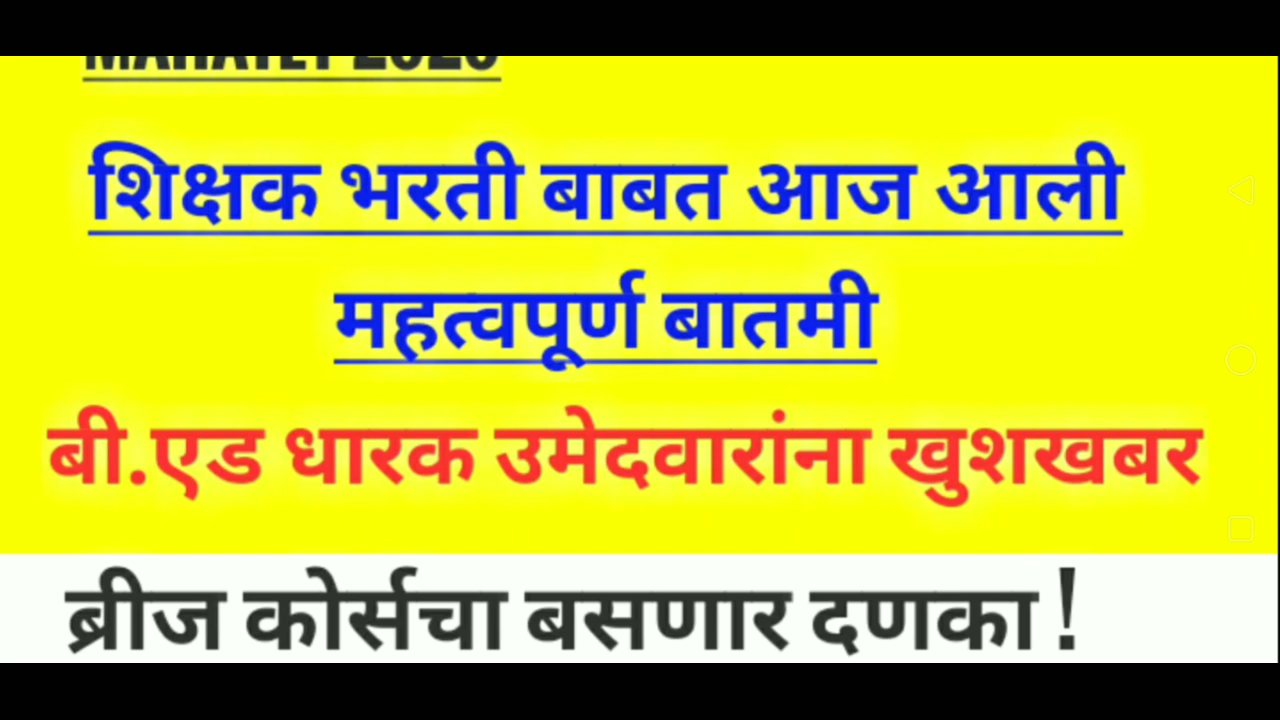 शिक्षक भरती बाबत आज आली
महत्वपूर्ण बातमी
बी.एड धारक उमेदवारांना खुशखबर
ब्रीज कोर्सचा बसणार दणका!